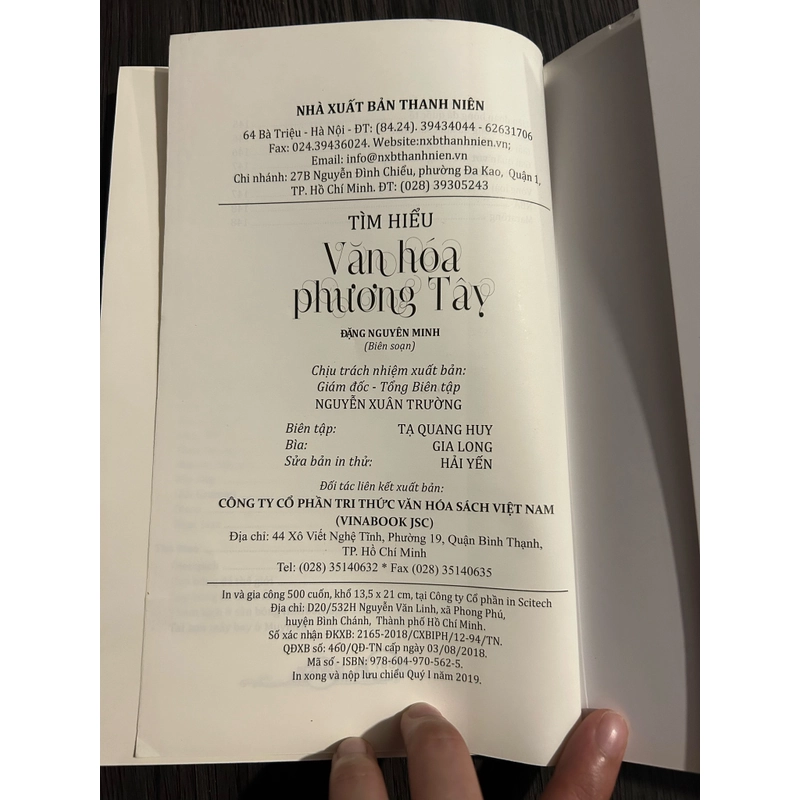 NHÀ XUẤT BẢN THANH NIÊN
64 Bà Triệu - Hà Nội - ĐT: (84.24). 39434044 - 62631706
Fax: 024.39436024. Website:nxbthanhnien.vn;
Email: info@nxbthanhnien.vn
Chi nhánh: 27B Nguyễn Đình Chiểu, phường Đa Kao, Quận 1,
TP. Hồ Chí Minh. ĐT: (028) 39305243
TÌM HIỂU
Văn hóa
phương Tây
ĐẶNG NGUYÊN MINH
(Biên soạn)
Chịu trách nhiệm xuất bản:
Giám đốc - Tổng Biên tập
NGUYỄN XUÂN TRƯỜNG
Biên tập: TẠ QUANG HUY
Bìa: GIA LONG
Sửa bản in thử: HẢI YẾN
Đối tác liên kết xuất bản:
CÔNG TY CỔ PHẦN TRI THỨC VĂN HÓA SÁCH VIỆT NAM
(VINABOOK JSC)
Địa chỉ: 44 Xô Viết Nghệ Tĩnh, Phường 19, Quận Bình Thạnh,
TP. Hồ Chí Minh
Tel: (028) 35140632 * Fax (028) 35140635
In và gia công 500 cuốn, khổ 13,5 x 21 cm, tại Công ty Cổ phần in Scitech
Địa chỉ: D20/532H Nguyễn Văn Linh, xã Phong Phú,
huyện Bình Chánh, Thành phố Hồ Chí Minh.
Số xác nhận ĐKXB: 2165-2018/CXBIPH/12-94/TN.
QĐXB số: 460/QĐ-TN cấp ngày 03/08/2018.
Mã số - ISBN: 978-604-970-562-5.
In xong và nộp lưu chiểu Quý I năm 2019.